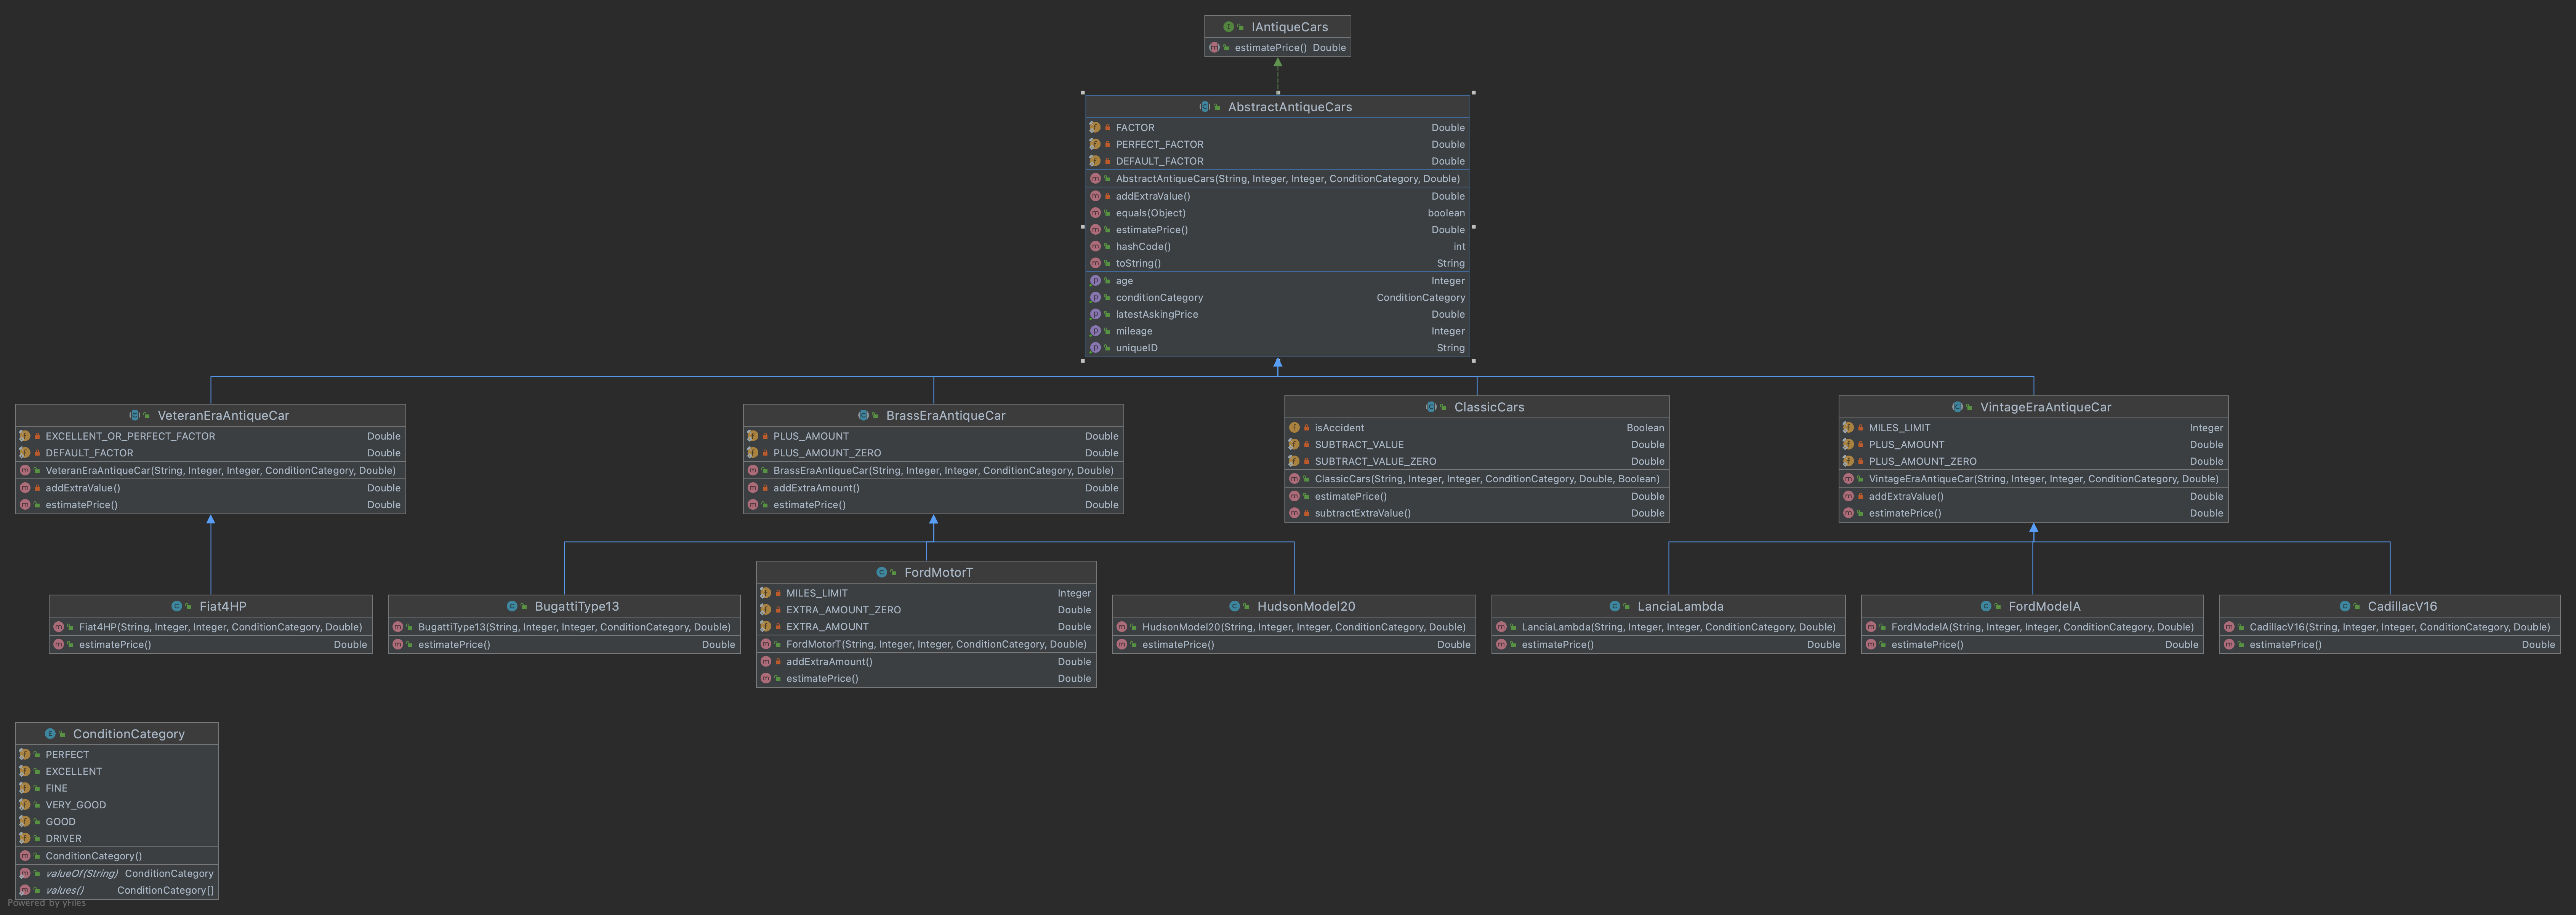 IAntiqueCars
estimatePrice() Double
AbstractAntiqueCars
FACTOR Double
PERFECT_FACTOR Double
DEFAULT_FACTOR Double
AbstractAntiqueCars(String, Integer, Integer, ConditionCategory, Double)
addExtraValue() Double
equals(Object) boolean
estimatePrice() Double
hashCode() int
toString() String
age Integer
conditionCategory ConditionCategory
latestAskingPrice Double
mileage Integer
uniqueID String
VeteranEraAntiqueCar
EXCELLENT_OR_PERFECT_FACTOR Double
DEFAULT_FACTOR Double
VeteranEraAntiqueCar(String, Integer, Integer, ConditionCategory, Double)
addExtraValue() Double
estimatePrice() Double
BrassEraAntiqueCar
PLUS_AMOUNT Double
PLUS_AMOUNT_ZERO Double
BrassEraAntiqueCar(String, Integer, Integer, ConditionCategory, Double)
addExtraAmount() Double
estimatePrice() Double
ClassicCars
isAccident Boolean
SUBTRACT_VALUE Double
SUBTRACT_VALUE_ZERO Double
ClassicCars(String, Integer, Integer, ConditionCategory, Double, Boolean)
estimatePrice() Double
subtractExtraValue() Double
VintageEraAntiqueCar
MILES_LIMIT Integer
PLUS_AMOUNT Double
PLUS_AMOUNT_ZERO Double
VintageEraAntiqueCar(String, Integer, Integer, ConditionCategory, Double)
addExtraValue() Double
estimatePrice() Double
Fiat4HP
Fiat4HP(String, Integer, Integer, ConditionCategory, Double)
estimatePrice() Double
BugattiType13
BugattiType13(String, Integer, Integer, ConditionCategory, Double)
estimatePrice() Double
FordMotorT
MILES_LIMIT Integer
EXTRA_AMOUNT_ZERO Double
EXTRA_AMOUNT Double
FordMotorT(String, Integer, Integer, ConditionCategory, Double)
addExtraAmount() Double
estimatePrice() Double
HudsonModel20
HudsonModel20(String, Integer, Integer, ConditionCategory, Double)
estimatePrice() Double
LanciaLambda
LanciaLambda(String, Integer, Integer, ConditionCategory, Double)
estimatePrice() Double
FordModelA
FordModelA(String, Integer, Integer, ConditionCategory, Double)
estimatePrice() Double
CadillacV16
CadillacV16(String, Integer, Integer, ConditionCategory, Double)
estimatePrice() Double
ConditionCategory
PERFECT
EXCELLENT
FINE
VERY_GOOD
GOOD
DRIVER
ConditionCategory()
valueOf(String) ConditionCategory
values() ConditionCategory[]
Powered by yFiles